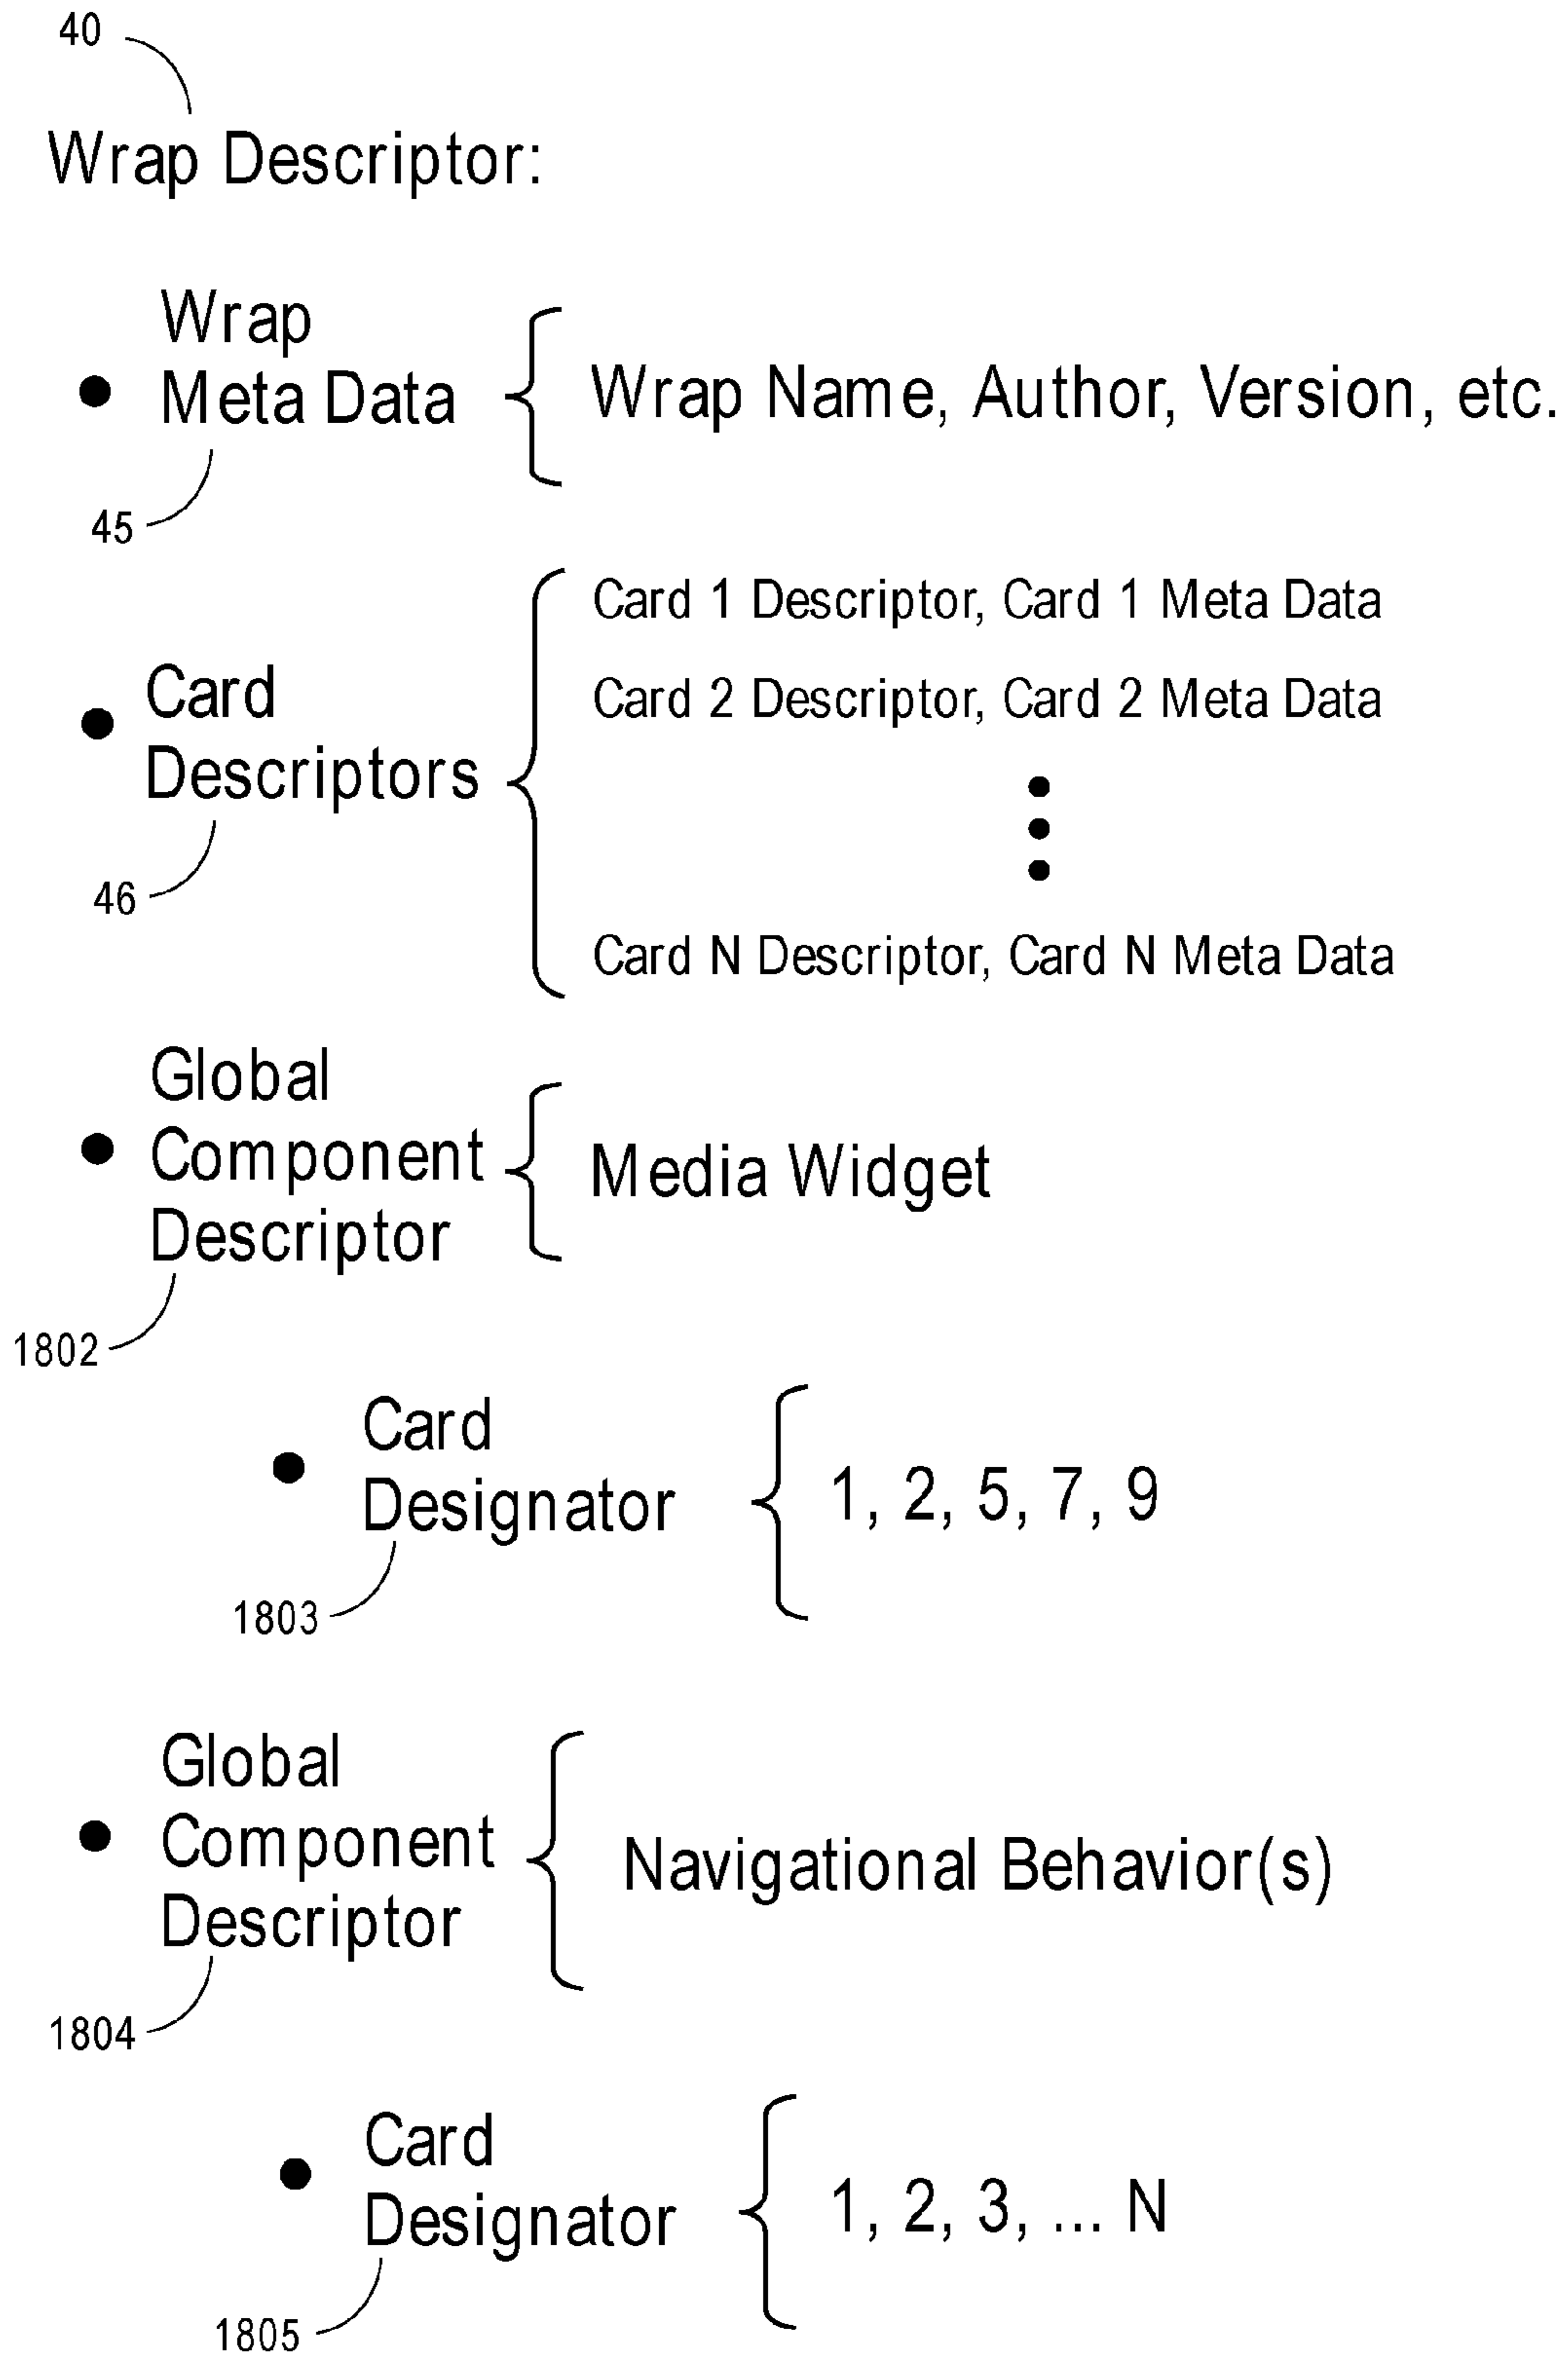 40
Wrap Descriptor:
Wrap
Meta Data
Wrap Name, Author, Version, etc.
45
Card
Descriptors
Card 1 Descriptor, Card 1 Meta Data
Card 2 Descriptor, Card 2 Meta Data
Card N Descriptor, Card N Meta Data
46
Global
Component
Descriptor
Media Widget
1802
Card
Designator
1, 2, 5, 7, 9
1803
Global
Component
Descriptor
Navigational Behavior(s)
1804
Card
Designator
1, 2, 3, ... N
1805